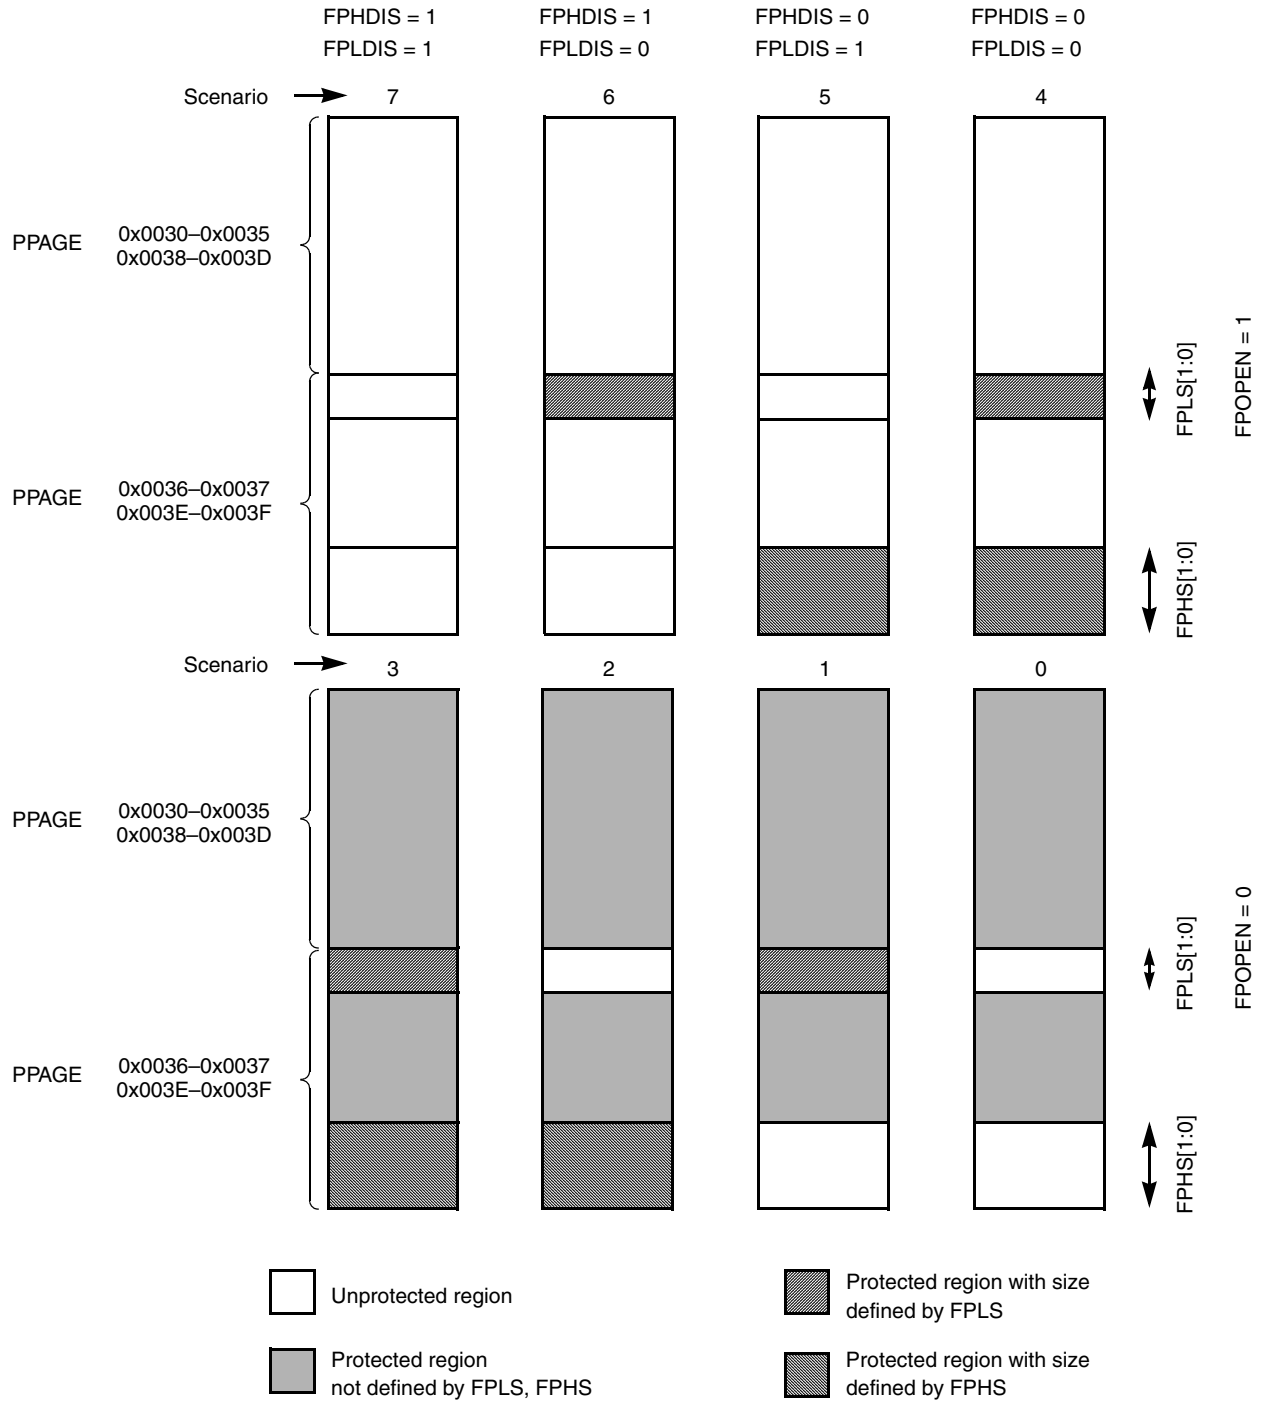 FPHDIS = 1 FPHDIS = 1 FPHDIS = 0 FPHDIS = 0
FPLDIS = 1 FPLDIS = 0 FPLDIS = 1 FPLDIS = 0
Scenario 7 6 5 4
PPAGE
0x0030–0x0035
0x0038–0x003D
PPAGE
0x0036–0x0037
0x003E–0x003F
FPLS[1:0]
FPHS[1:0]
FPOPEN = 1
Scenario 3 2 1 0
PPAGE
0x0030–0x0035
0x0038–0x003D
PPAGE
0x0036–0x0037
0x003E–0x003F
FPLS[1:0]
FPHS[1:0]
FPOPEN = 0
Unprotected region
Protected region with size
defined by FPLS
Protected region
not defined by FPLS, FPHS
Protected region with size
defined by FPHS